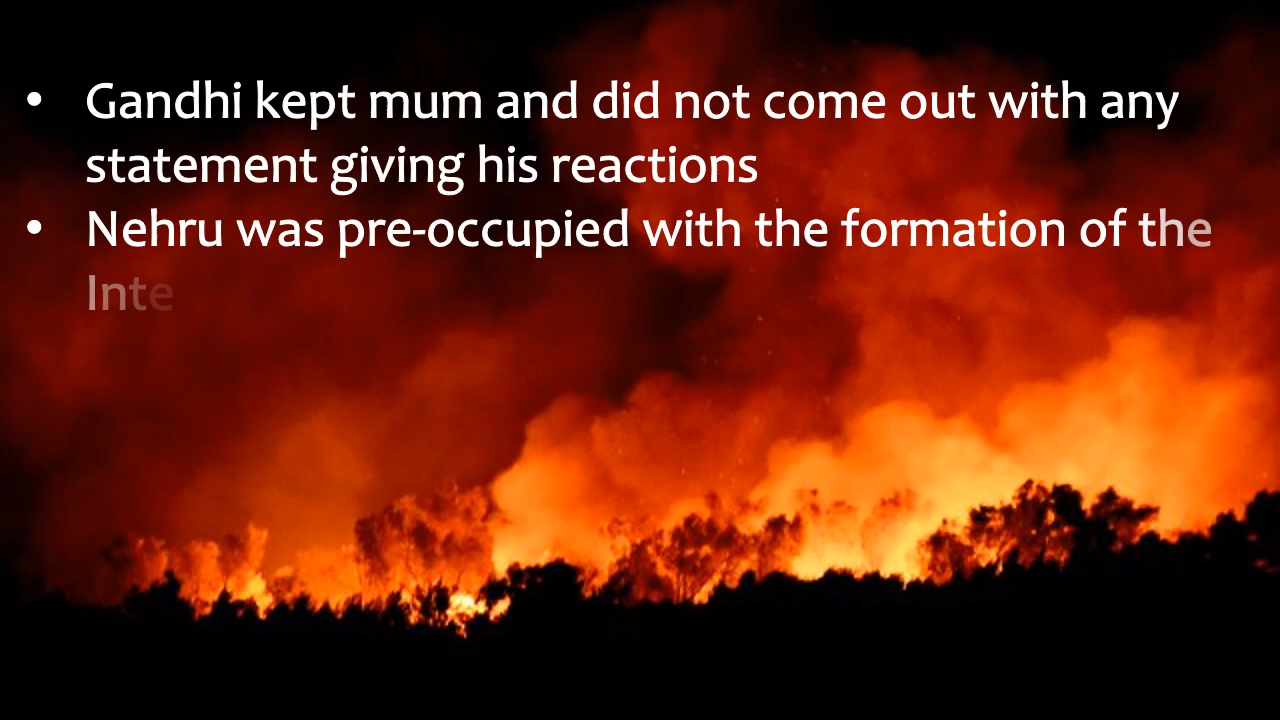 • Gandhi kept mum and did not come out with any
statement giving his reactions
• Nehru was pre-occupied with the formation of the
Inte